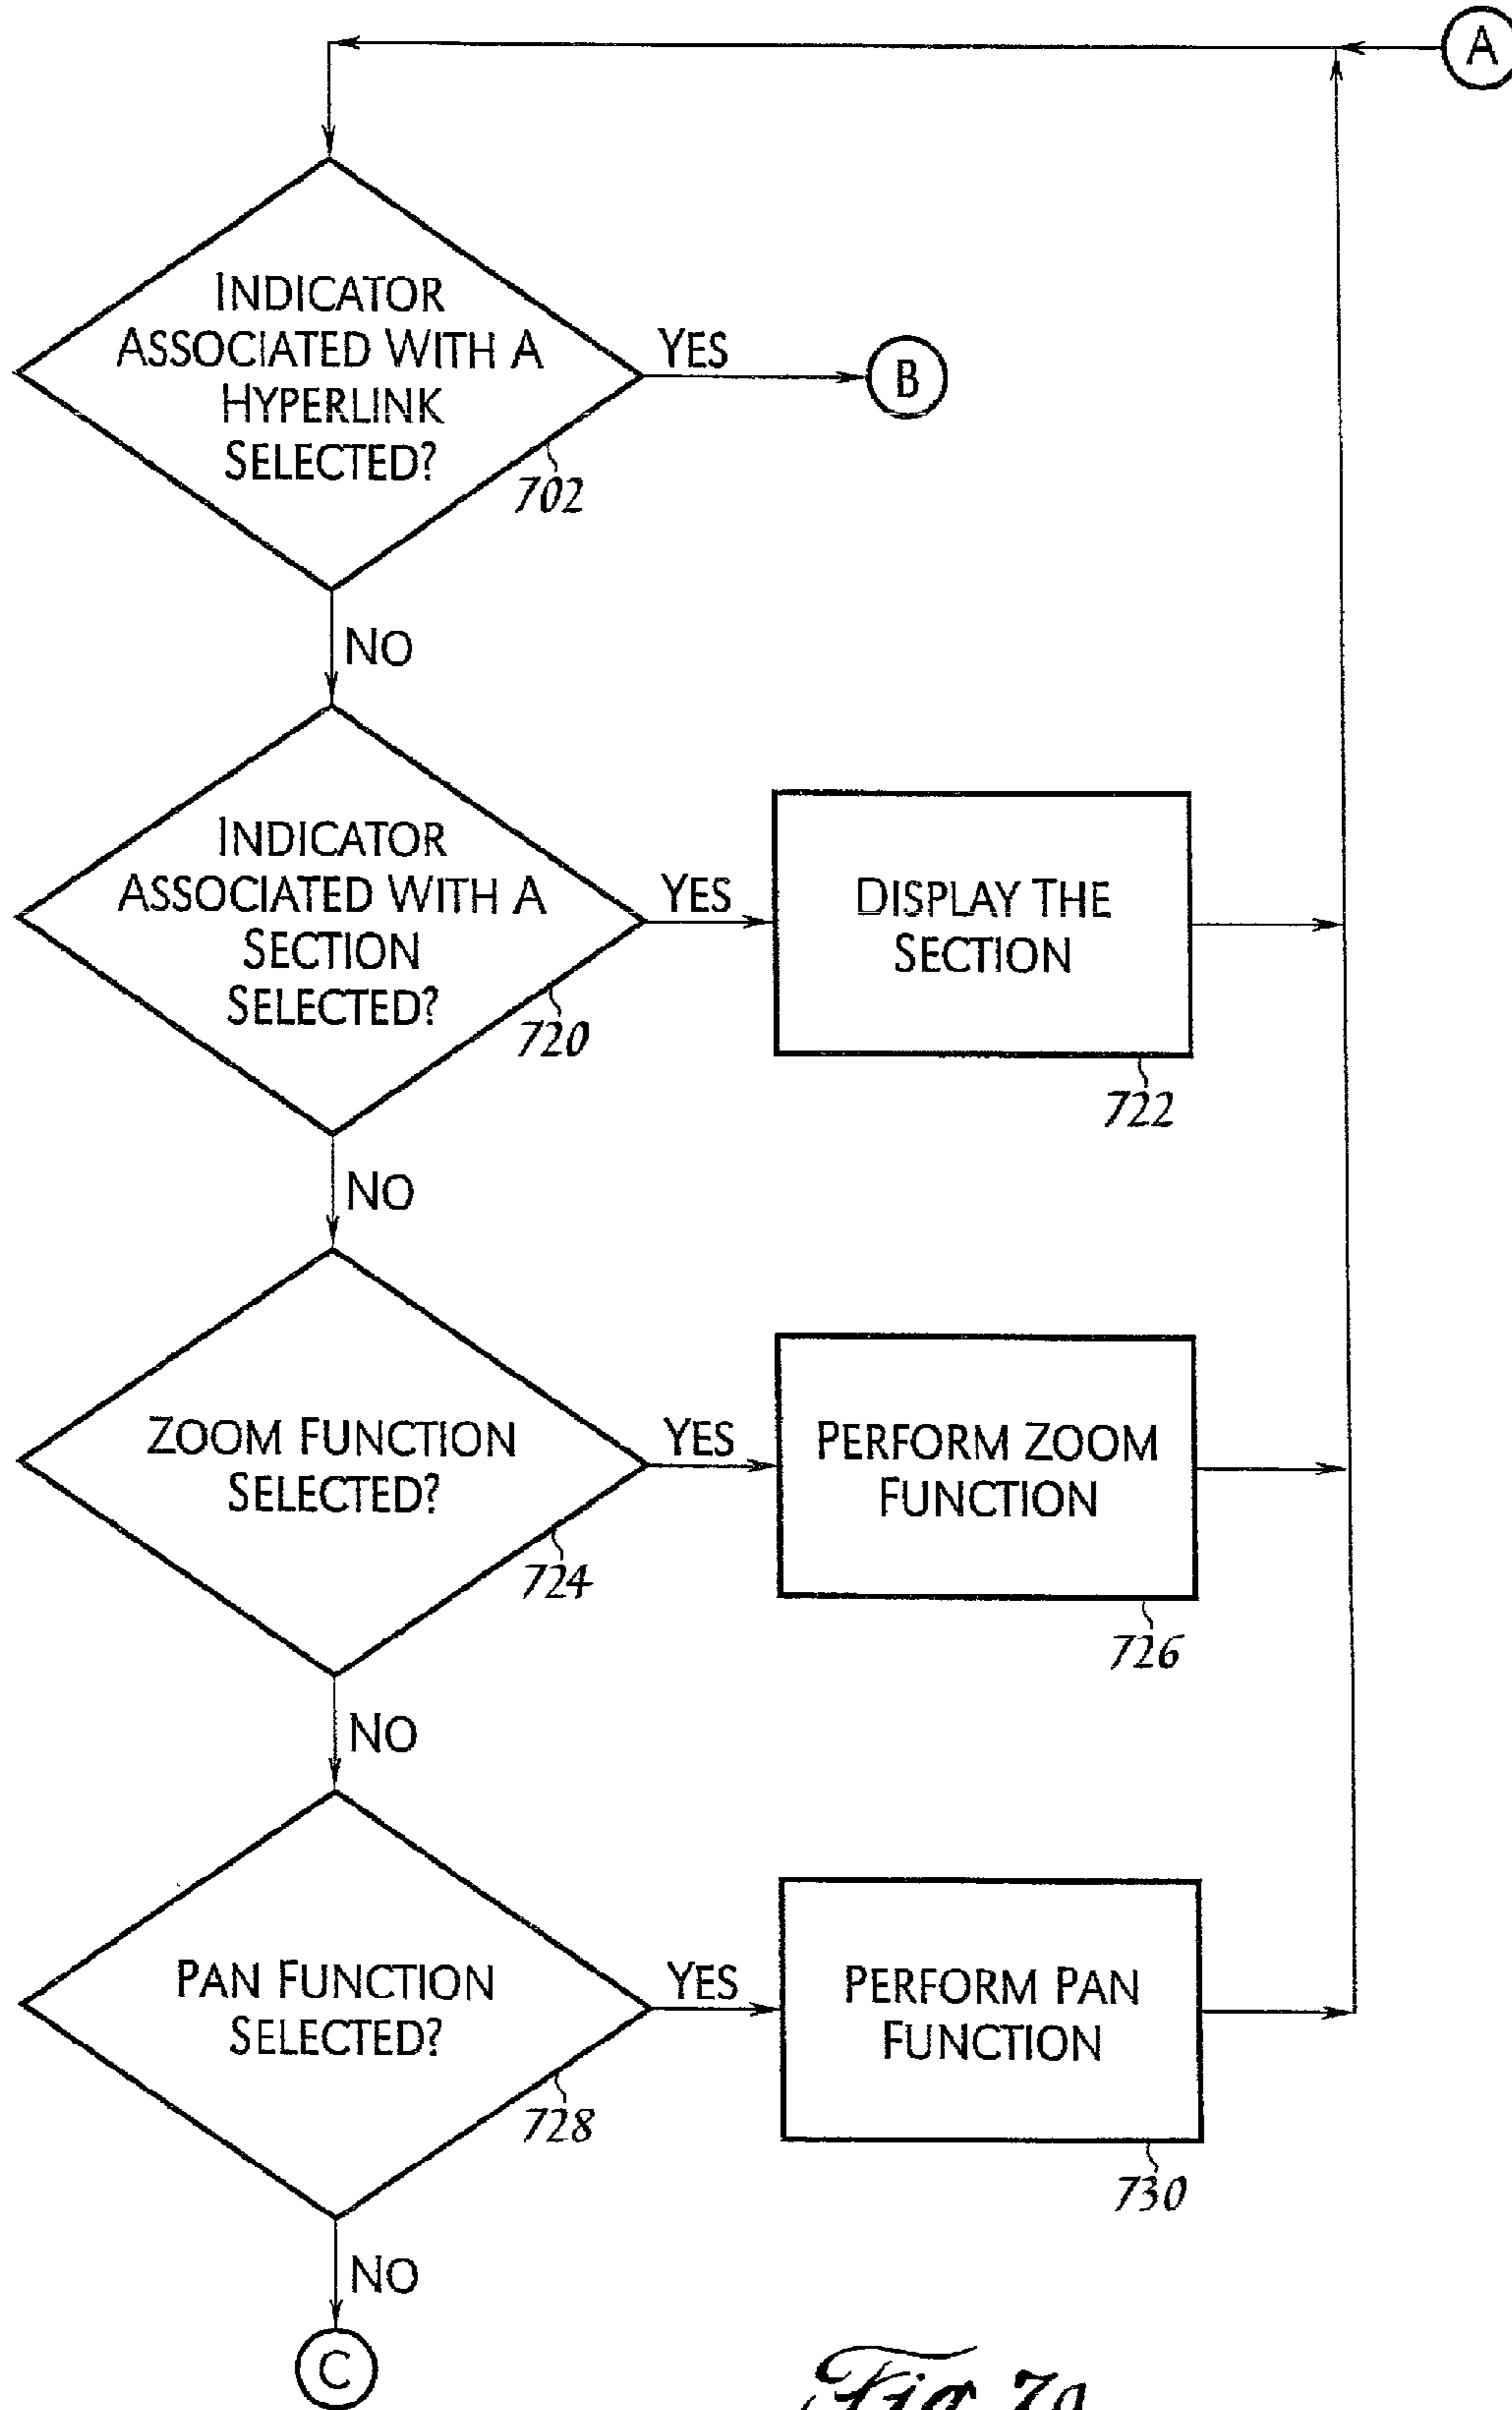 A
INDICATOR
ASSOCIATED WITH A
HYPERLINK
SELECTED?
702
YES
B
NO
INDICATOR
ASSOCIATED WITH A
SECTION
SELECTED?
720
YES
DISPLAY THE
SECTION
722
NO
ZOOM FUNCTION
SELECTED?
724
YES
PERFORM ZOOM
FUNCTION
726
NO
PAN FUNCTION
SELECTED?
728
YES
PERFORM PAN
FUNCTION
730
NO
C
Fig. 7a